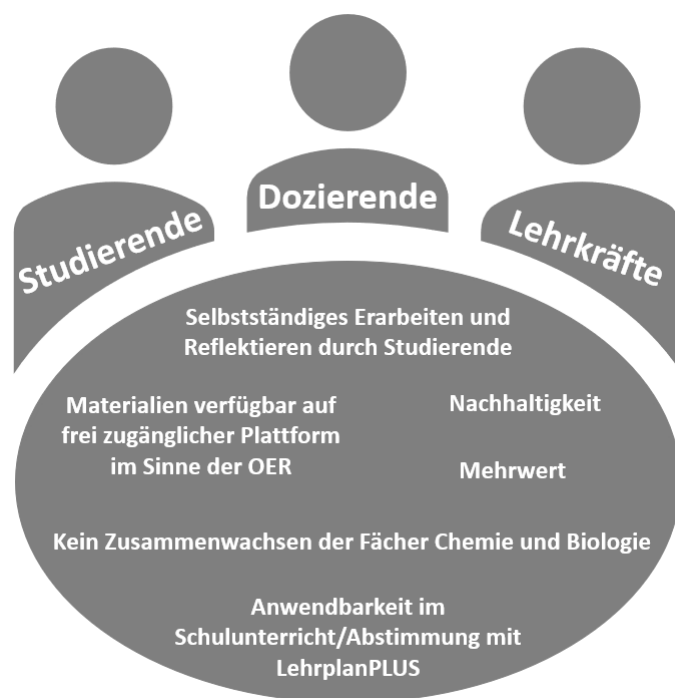 Studierende
Dozierende
Lehrkräfte
Selbstständiges Erarbeiten und
Reflektieren durch Studierende
Materialien verfügbar auf
frei zugänglicher Plattform
im Sinne der OER
Nachhaltigkeit
Mehrwert
Kein Zusammenwachsen der Fächer Chemie und Biologie
Anwendbarkeit im
Schulunterricht/Abstimmung mit
LehrplanPLUS